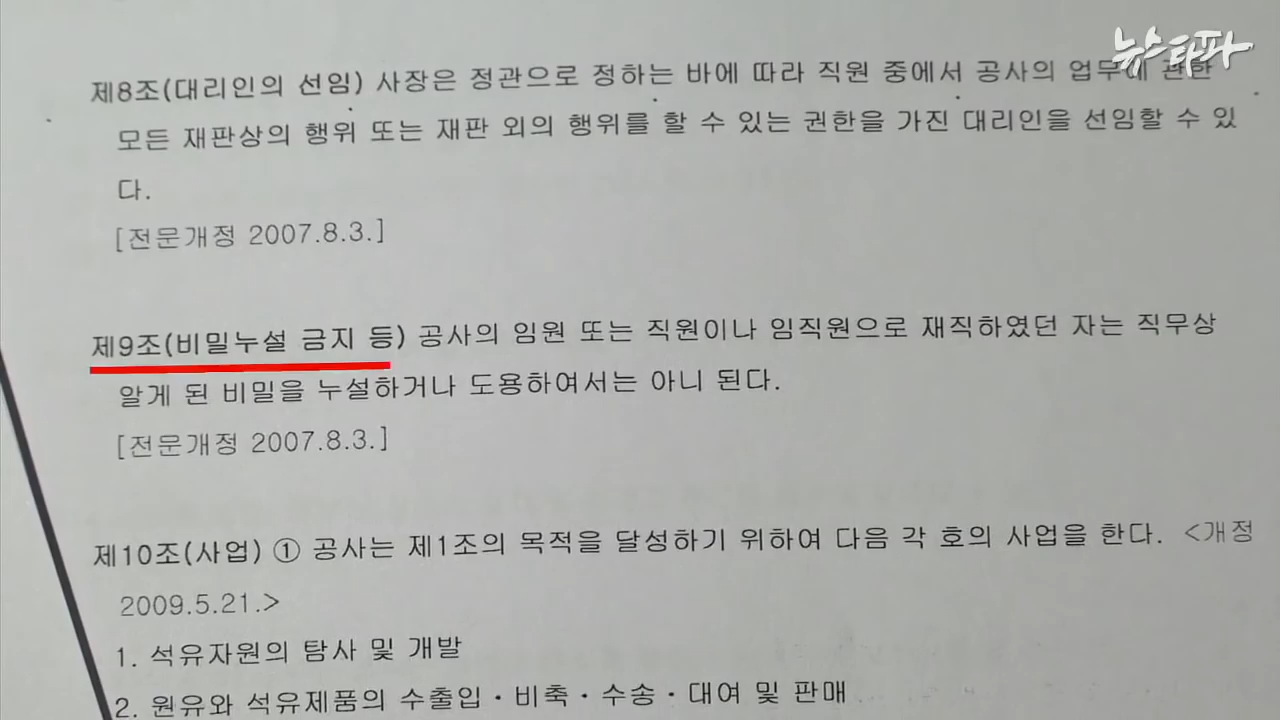 뉴스타파
제8조(대리인의 선임) 사장은 정관으로 정하는 바에 따라 직원 중에서 공사의 업무에 관한
모든 재판상의 행위 또는 재판 외의 행위를 할 수 있는 권한을 가진 대리인을 선임할 수 있
다.
[전문개정 2007.8.3.]
제9조(비밀누설 금지 등) 공사의 임원 또는 직원이나 임직원으로 재직하였던 자는 직무상
알게 된 비밀을 누설하거나 도용하여서는 아니 된다.
[전문개정 2007.8.3.]
제10조(사업) ① 공사는 제1조의 목적을 달성하기 위하여 다음 각 호의 사업을 한다. <개정
2009.5.21.>
1. 석유자원의 탐사 및 개발
2. 원유와 석유제품의 수출입·비축·수송·대여 및 판매